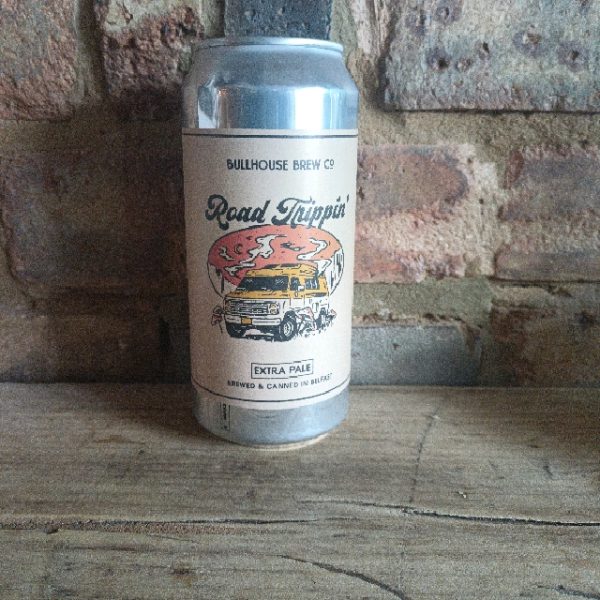 BULLHOUSE BREW CO
Road Trippin'
EXTRA PALE
BREWED & CANNED IN BELFAST